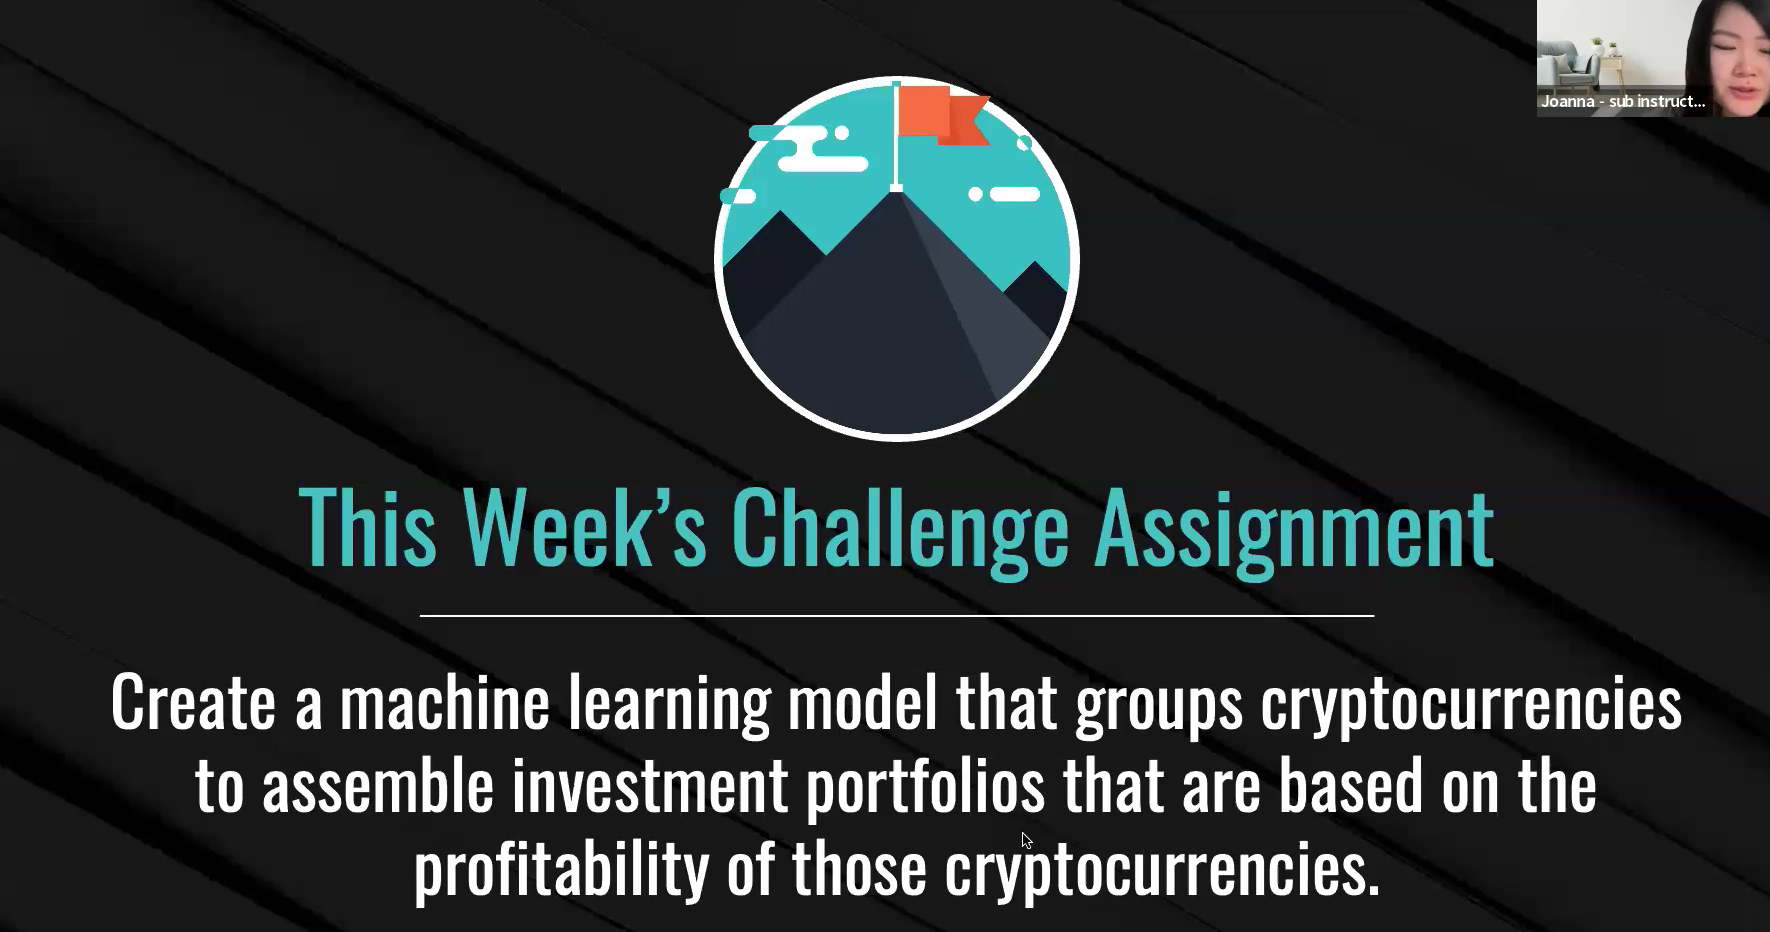 Joanna - sub instruct...
This Week’s Challenge Assignment
Create a machine learning model that groups cryptocurrencies
to assemble investment portfolios that are based on the
profitability of those cryptocurrencies.